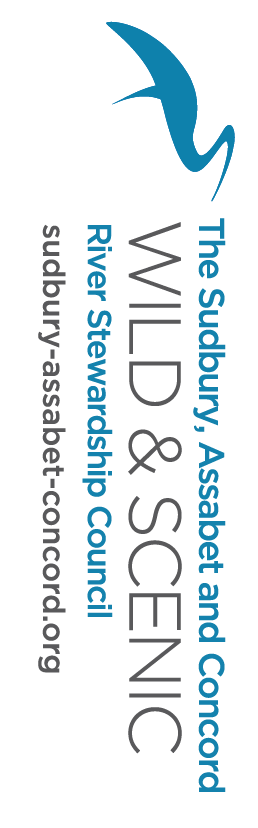 The Sudbury, Assabet and Concord
WILD & SCENIC
River Stewardship Council
sudbury-assabet-concord.org